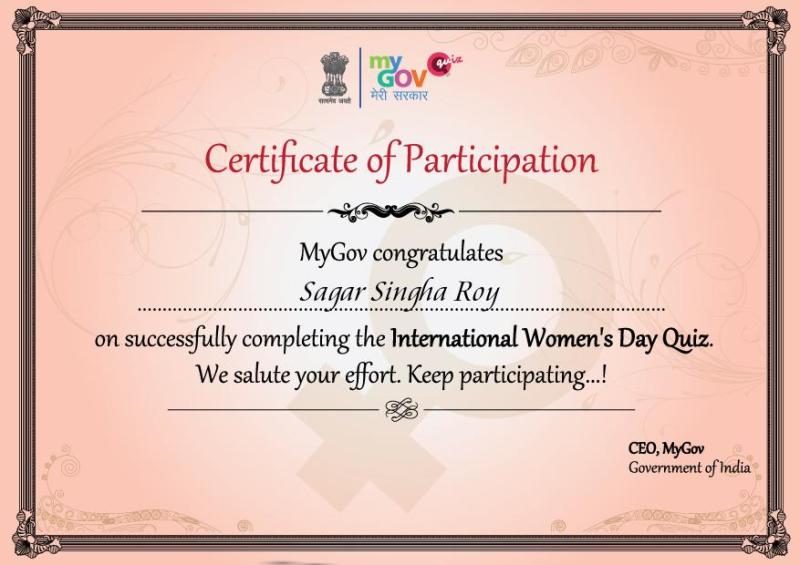 सत्यमेव जयते
my quiz
GOV
मेरी सरकार
Certificate of Participation
MyGov congratulates
Sagar Singha Roy
on successfully completing the International Women's Day Quiz.
We salute your effort. Keep participating...!
CEO, MyGov
Government of India